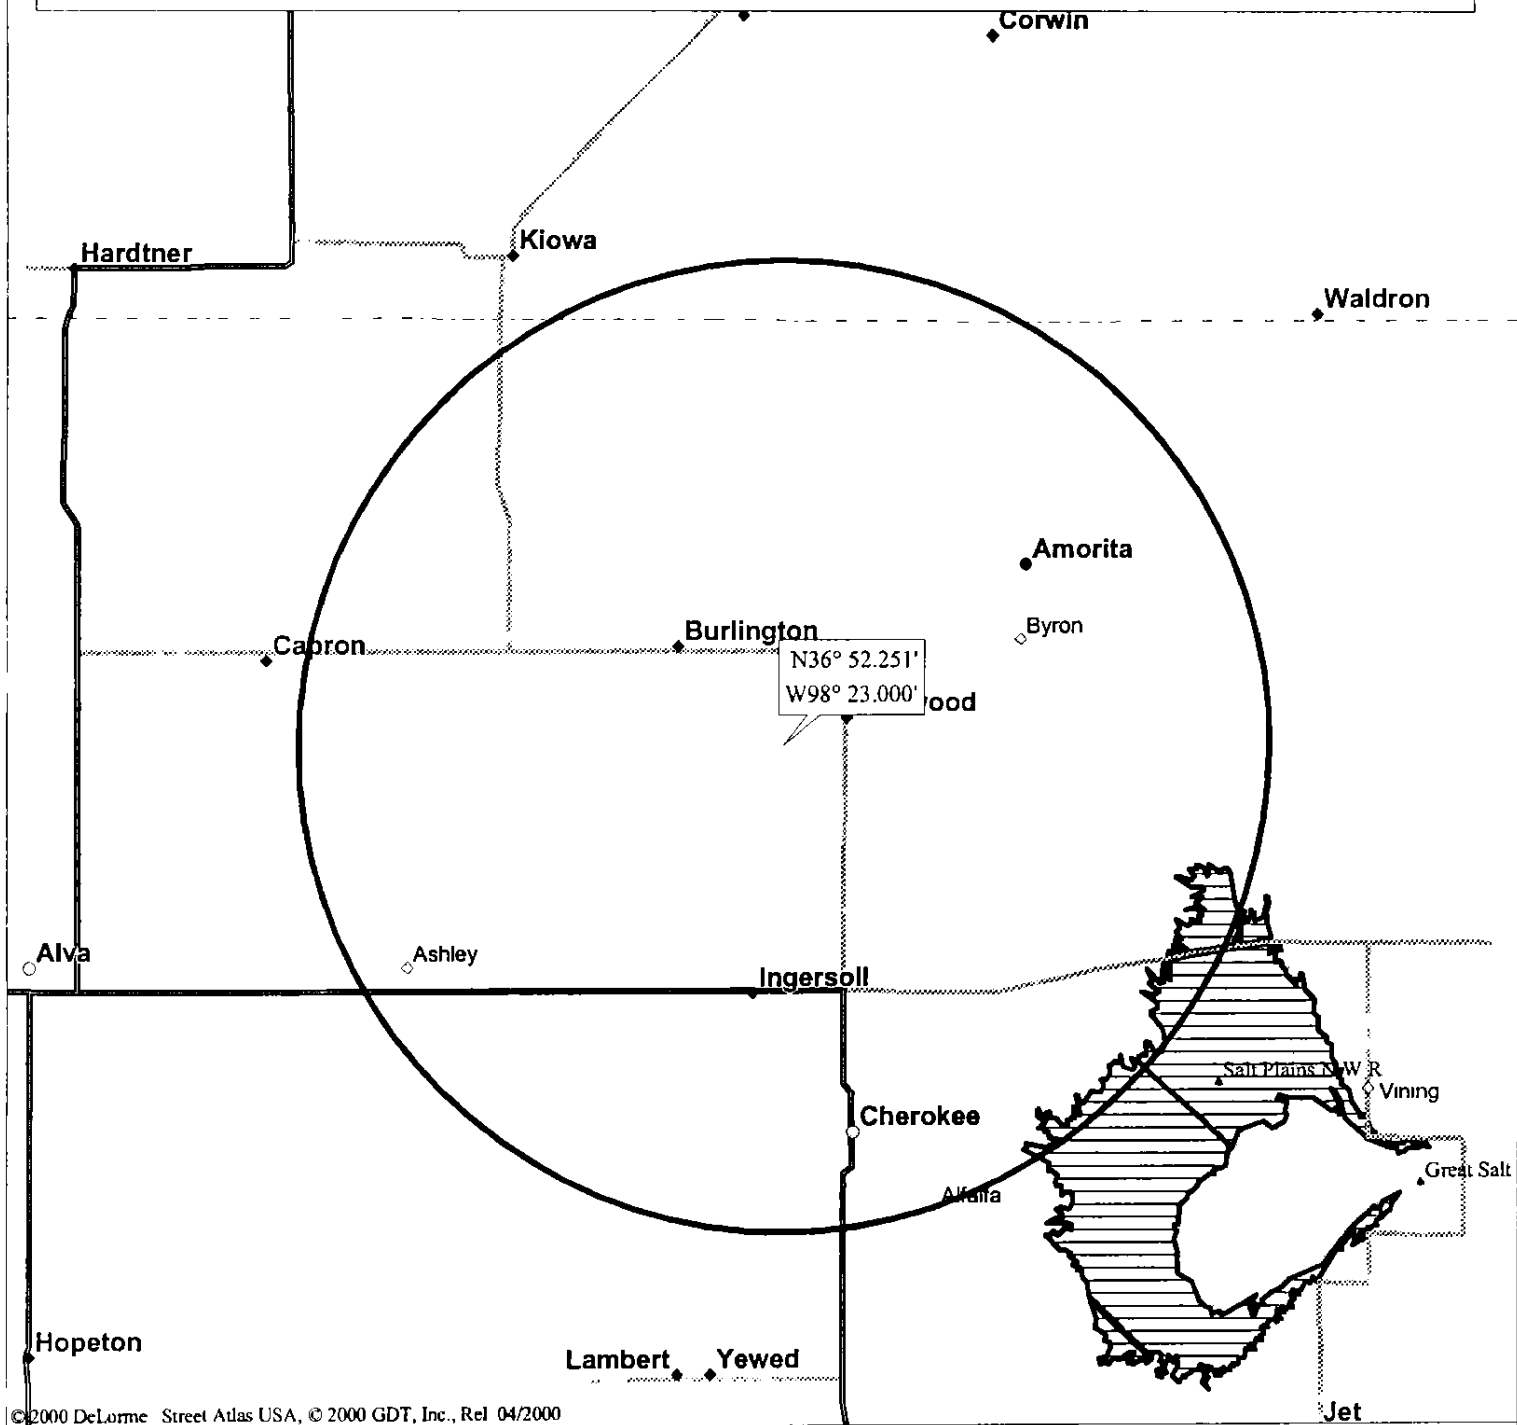 Corwin
Kiowa
Hardtner
Waldron
Amorita
Byron
Burlington
Capron
N36° 52.251'
W98° 23.000'
ood
Alva
Ashley
Ingersoll
Salt Plains N W R
Vining
Cherokee
Great Salt
Alfalfa
Hopeton
Lambert
Yewed
Jet
©2000 DeLorme Street Atlas USA, © 2000 GDT, Inc., Rel 04/2000